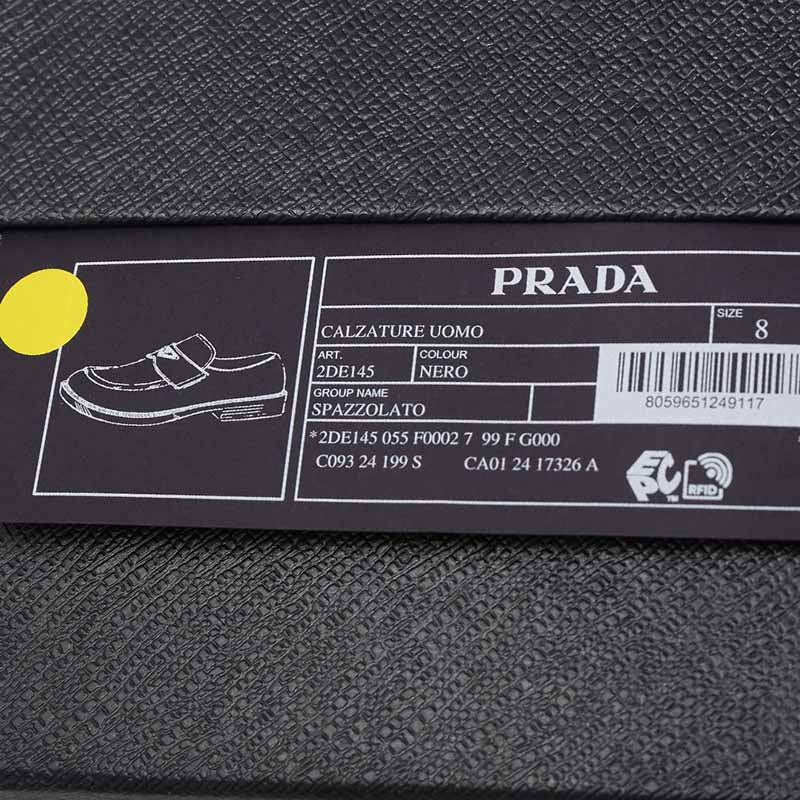 PRADA
CALZATURE UOMO
SIZE
8
ART.
2DE145
COLOUR
NERO
GROUP NAME
SPAZZOLATO
8059651249117
*2DE145 055 F0002 7 99 F G000
C093 24 199 S CA01 24 17326 A
EPC TM
RFID